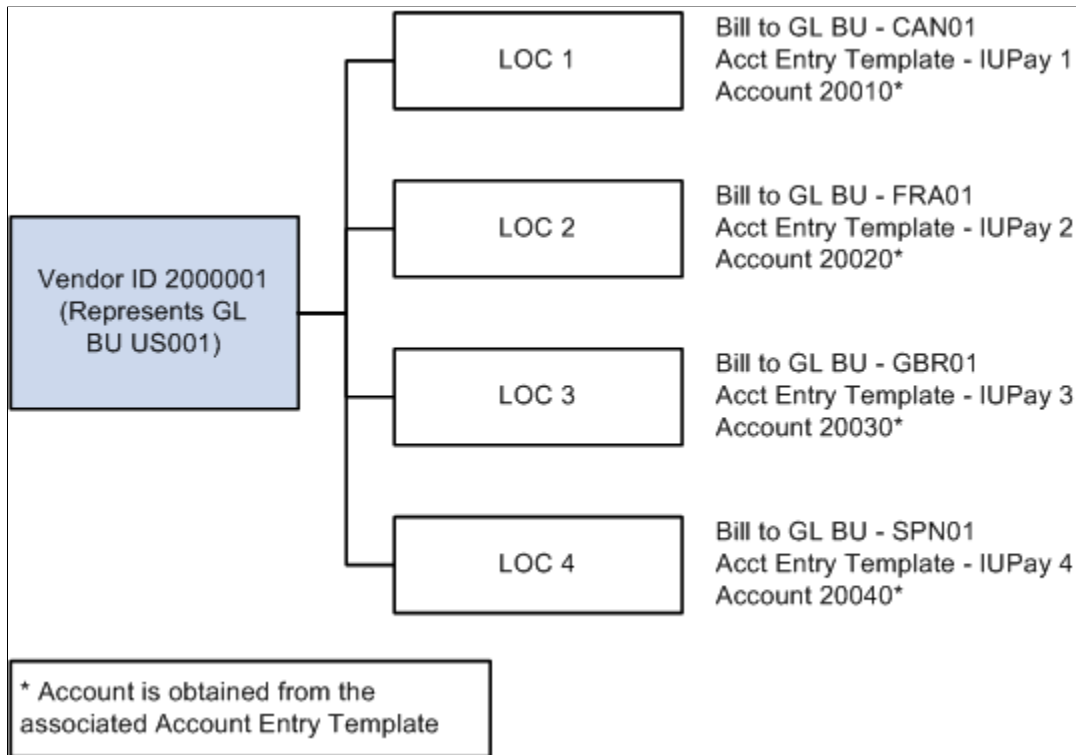 LOC 1
Bill to GL BU - CAN01
Acct Entry Template - IUPay 1
Account 20010*
LOC 2
Bill to GL BU - FRA01
Acct Entry Template - IUPay 2
Account 20020*
Vendor ID 2000001
(Represents GL
BU US001)
LOC 3
Bill to GL BU - GBR01
Acct Entry Template - IUPay 3
Account 20030*
LOC 4
Bill to GL BU - SPN01
Acct Entry Template - IUPay 4
Account 20040*
* Account is obtained from the
associated Account Entry Template